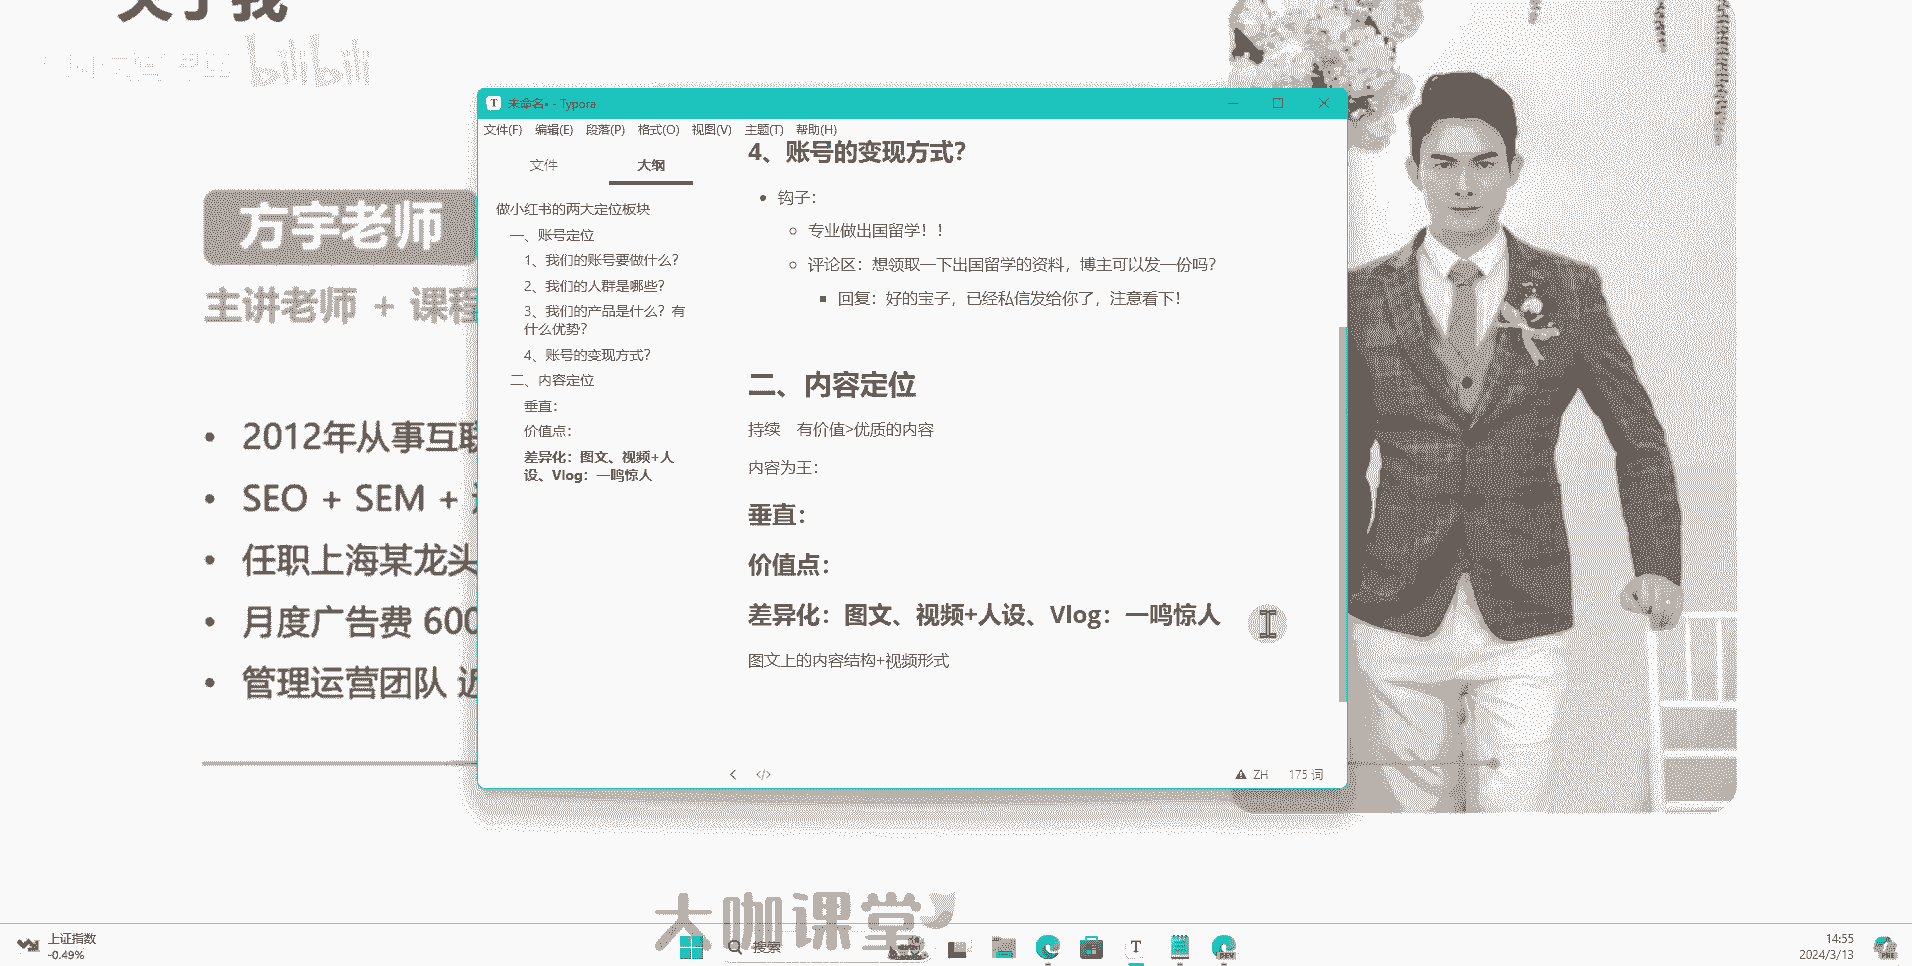 关于我
bilibili
方宇老师
主讲老师 + 课程
2012年从事互联
SEO + SEM +
任职上海某龙头
月度广告费 600
管理运营团队 近
未命名• - Typora
文件(F) 编辑(E) 段落(P) 格式(O) 视图(V) 主题(T) 帮助(H)
文件 大纲
做小红书的两大定位板块
一、账号定位
1、我们的账号要做什么？
2、我们的人群是哪些？
3、我们的产品是什么？有
什么优势？
4、账号的变现方式？
二、内容定位
垂直：
价值点：
差异化：图文、视频+人
设、Vlog：一鸣惊人
4、账号的变现方式？
钩子：
专业做出国留学！！
评论区：想领取一下出国留学的资料，博主可以发一份吗？
回复：好的宝子，已经私信发给你了，注意看下！
二、内容定位
持续 有价值>优质的内容
内容为王：
垂直：
价值点：
差异化：图文、视频+人设、Vlog：一鸣惊人
图文上的内容结构+视频形式
ZH 175 词
大咖课堂
上证指数
-0.49%
搜索
14:55
2024/3/13